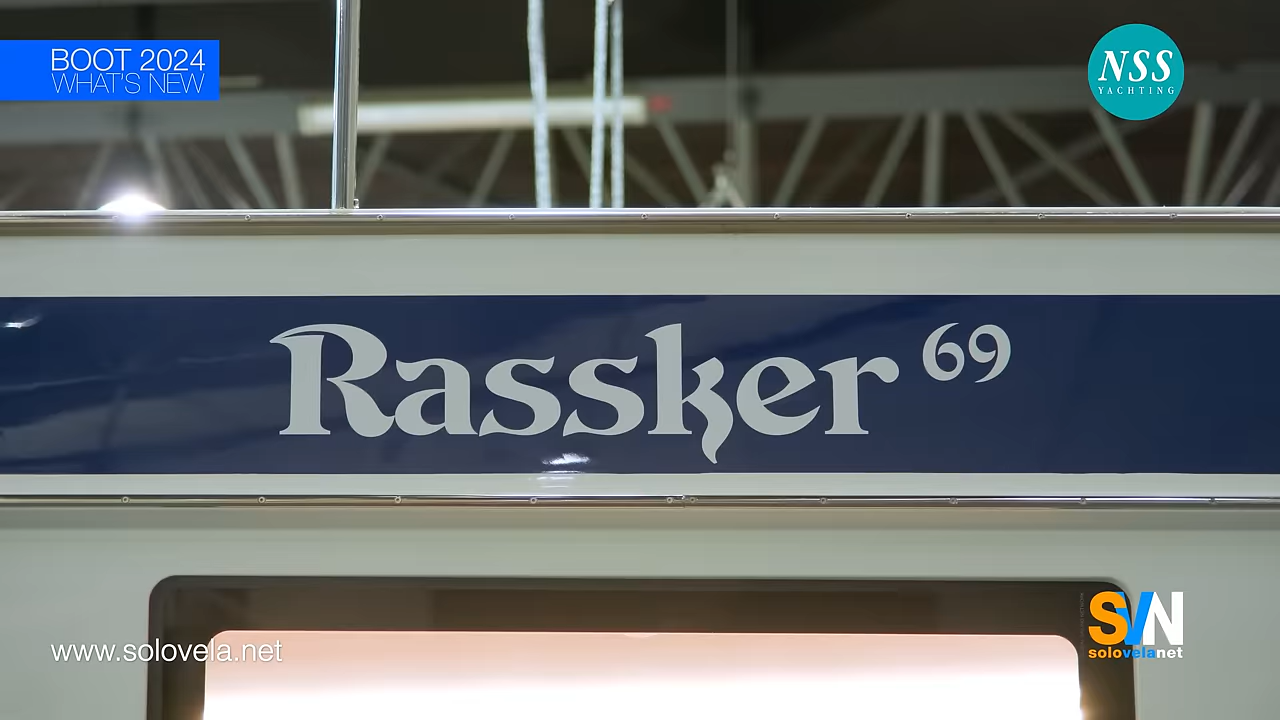 BOOT 2024
WHAT'S NEW
NSS
YACHTING
Rassker 69
www.solovela.net
SVN
solovelanet